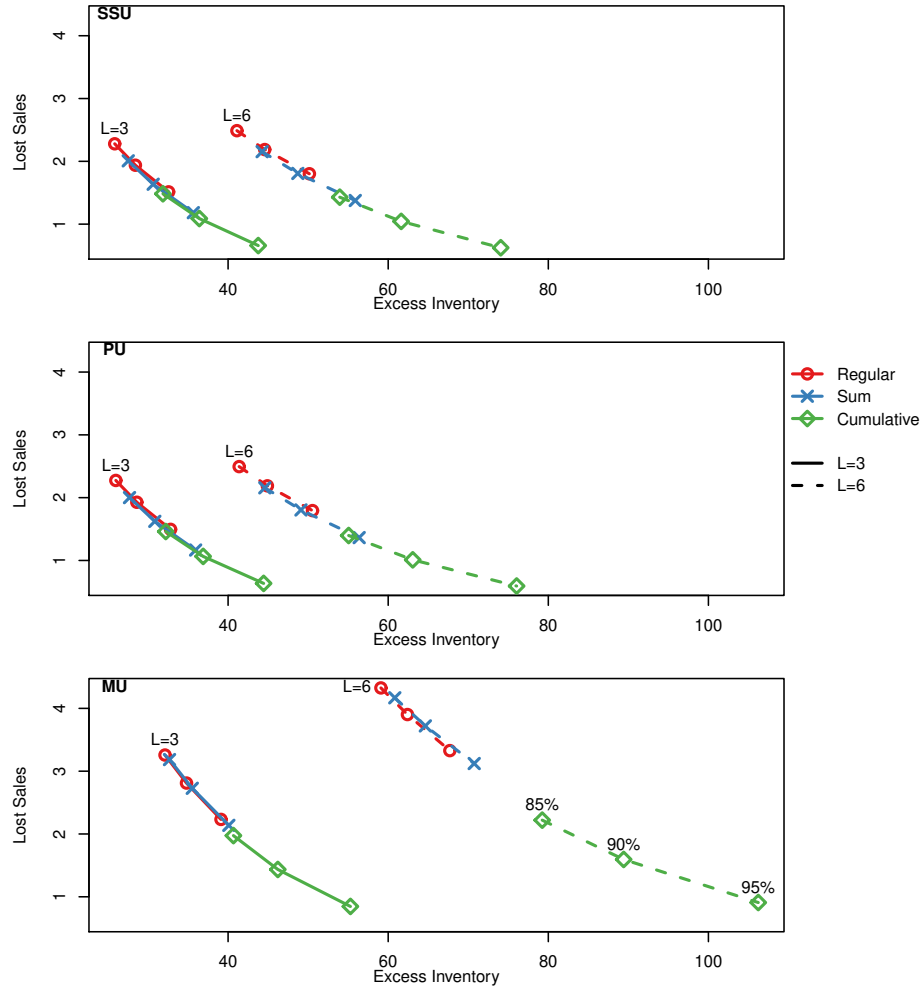 SSU
4
3
2
1
Lost Sales
L=3
L=6
40
60
80
100
Excess Inventory
PU
4
3
2
1
Lost Sales
L=3
L=6
40
60
80
100
Excess Inventory
Regular
Sum
Cumulative
L=3
L=6
MU
4
3
2
1
Lost Sales
L=3
L=6
85%
90%
95%
40
60
80
100
Excess Inventory